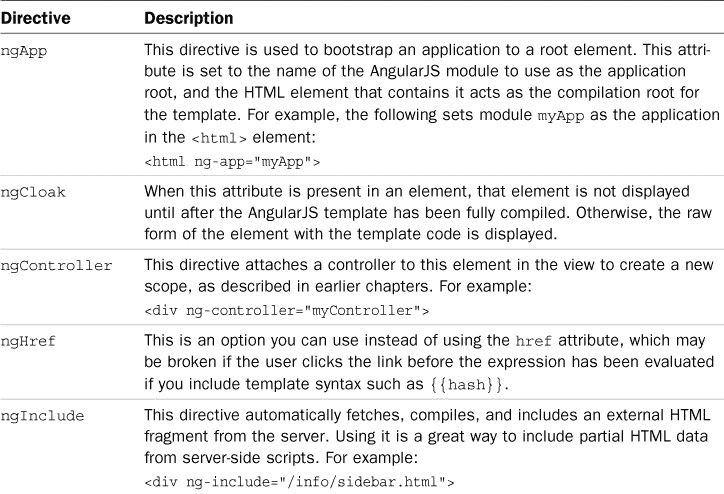 Directive Description
ngApp This directive is used to bootstrap an application to a root element. This attri-
bute is set to the name of the AngularJS module to use as the application
root, and the HTML element that contains it acts as the compilation root for
the template. For example, the following sets module myApp as the application
in the <html> element:
<html ng-app="myApp">
ngCloak When this attribute is present in an element, that element is not displayed
until after the AngularJS template has been fully compiled. Otherwise, the raw
form of the element with the template code is displayed.
ngController This directive attaches a controller to this element in the view to create a new
scope, as described in earlier chapters. For example:
<div ng-controller="myController">
ngHref This is an option you can use instead of using the href attribute, which may
be broken if the user clicks the link before the expression has been evaluated
if you include template syntax such as {{hash}}.
ngInclude This directive automatically fetches, compiles, and includes an external HTML
fragment from the server. Using it is a great way to include partial HTML data
from server-side scripts. For example:
<div ng-include="/info/sidebar.html">